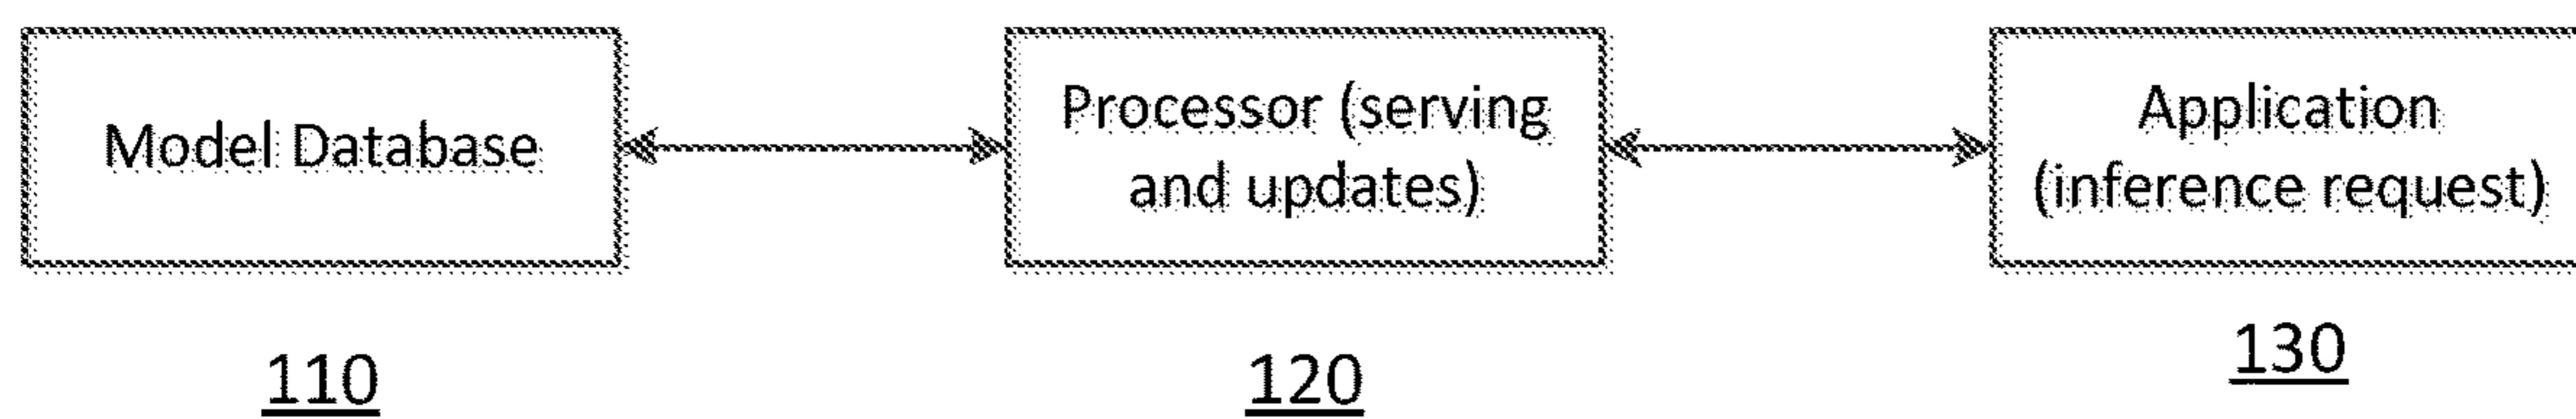 Model Database
Processor (serving
and updates)
Application
(inference request)
110
120
130